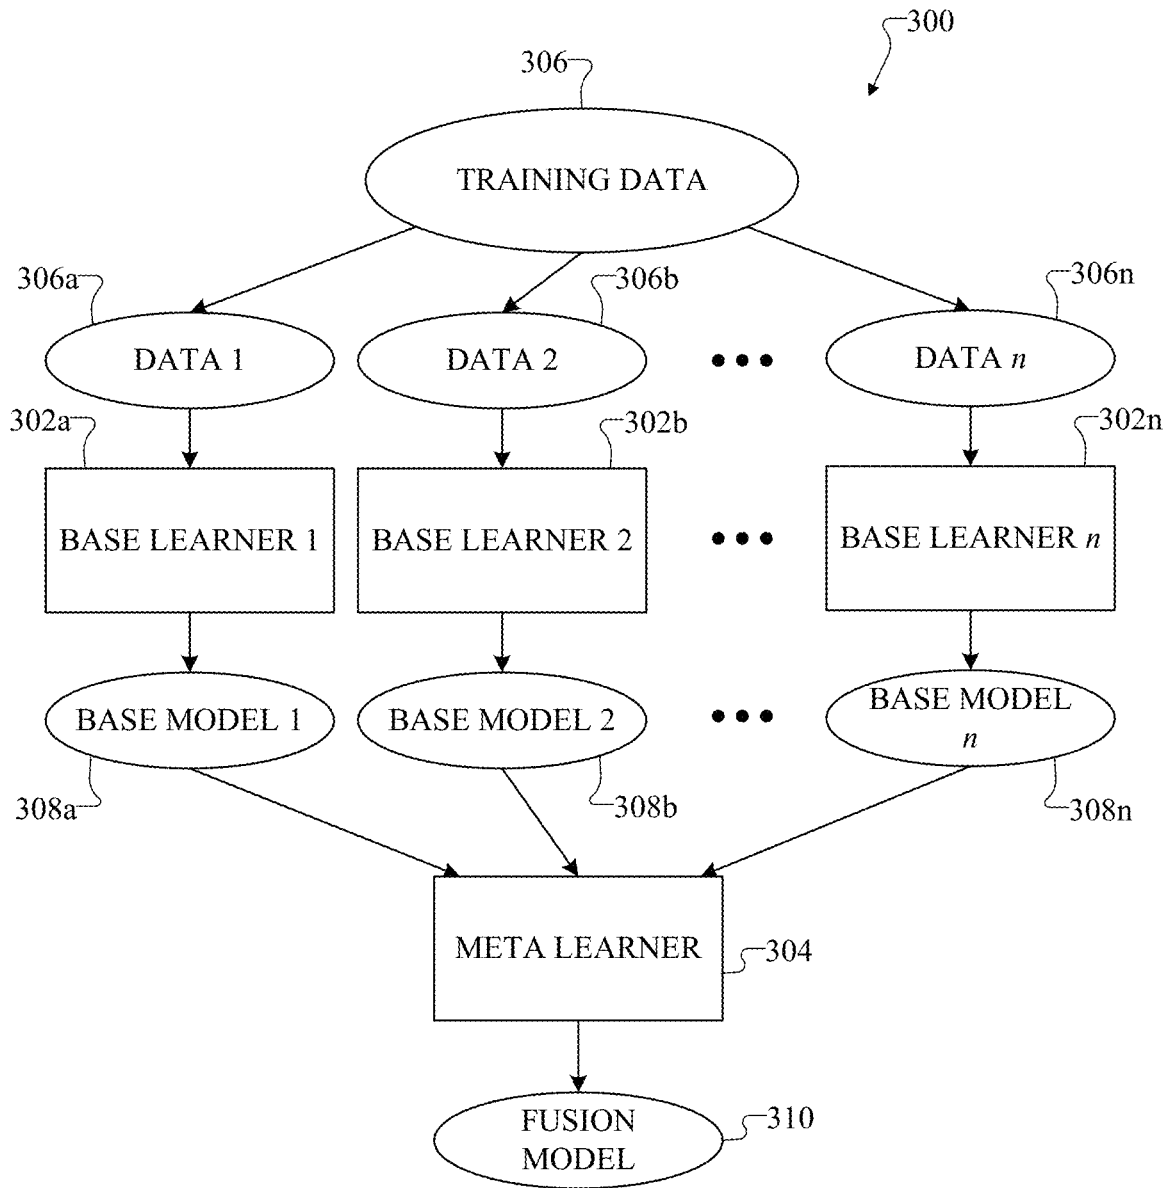 300
306
TRAINING DATA
306a
306b
306n
DATA 1
DATA 2
DATA n
302a
302b
302n
BASE LEARNER 1
BASE LEARNER 2
BASE LEARNER n
BASE MODEL 1
BASE MODEL 2
BASE MODEL
n
308a
308b
308n
META LEARNER
304
FUSION
MODEL
310